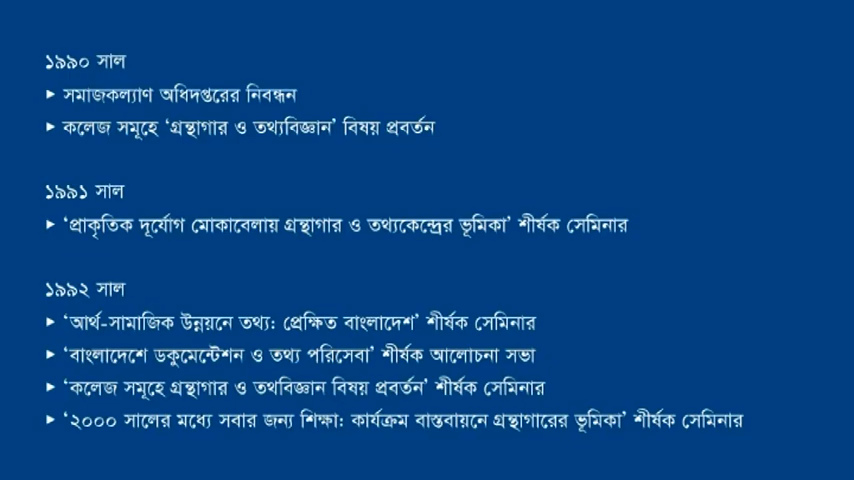 ১৯৯০ সাল
▶ সমাজকল্যাণ অধিদপ্তরের নিবন্ধন
▶ কলেজ সমূহে ‘গ্রন্থাগার ও তথ্যবিজ্ঞান’ বিষয় প্রবর্তন
১৯৯১ সাল
▶ ‘প্রাকৃতিক দূর্যোগ মোকাবেলায় গ্রন্থাগার ও তথ্যকেন্দ্রের ভূমিকা’ শীর্ষক সেমিনার
১৯৯২ সাল
▶ ‘আর্থ-সামাজিক উন্নয়নে তথ্য: প্রেক্ষিত বাংলাদেশ’ শীর্ষক সেমিনার
▶ ‘বাংলাদেশে ডকুমেন্টেশন ও তথ্য পরিসেবা’ শীর্ষক আলোচনা সভা
▶ ‘কলেজ সমূহে গ্রন্থাগার ও তথবিজ্ঞান বিষয় প্রবর্তন’ শীর্ষক সেমিনার
▶ ‘২০০০ সালের মধ্যে সবার জন্য শিক্ষা: কার্যক্রম বাস্তবায়নে গ্রন্থাগারের ভূমিকা’ শীর্ষক সেমিনার